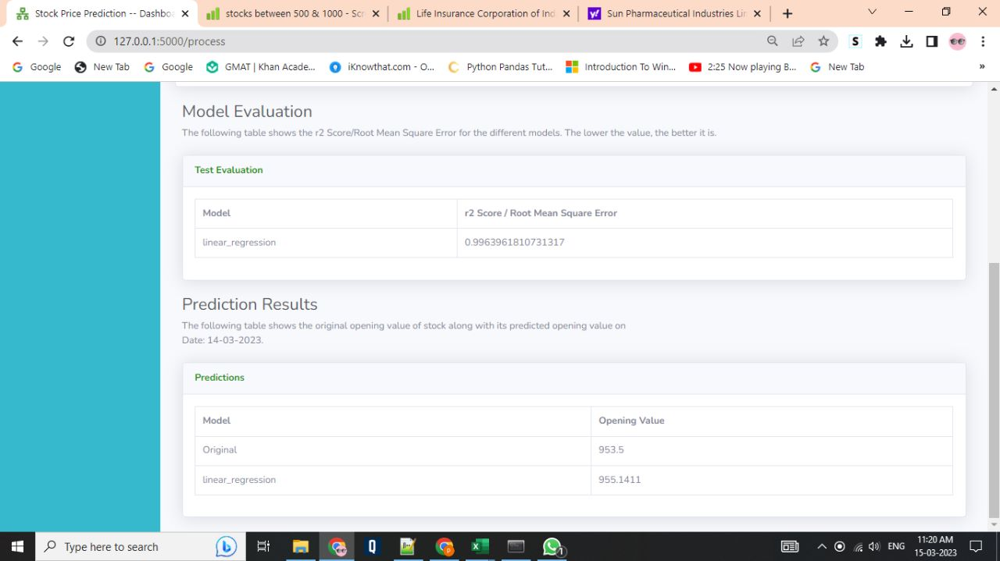 Stock Price Prediction -- Dashbo
stocks between 500 & 1000 - Scr
Life Insurance Corporation of Ind
Sun Pharmaceutical Industries Lin
127.0.0.1:5000/process
Google
New Tab
Google
GMAT | Khan Acade...
iKnowthat.com - O...
Python Pandas Tut...
Introduction To Win...
2:25 Now playing B...
New Tab
»
Model Evaluation
The following table shows the r2 Score/Root Mean Square Error for the different models. The lower the value, the better it is.
Test Evaluation
Model r2 Score / Root Mean Square Error
linear_regression 0.9963961810731317
Prediction Results
The following table shows the original opening value of stock along with its predicted opening value on
Date: 14-03-2023.
Predictions
Model Opening Value
Original 953.5
linear_regression 955.1411
Type here to search
1
ENG
11:20 AM
15-03-2023